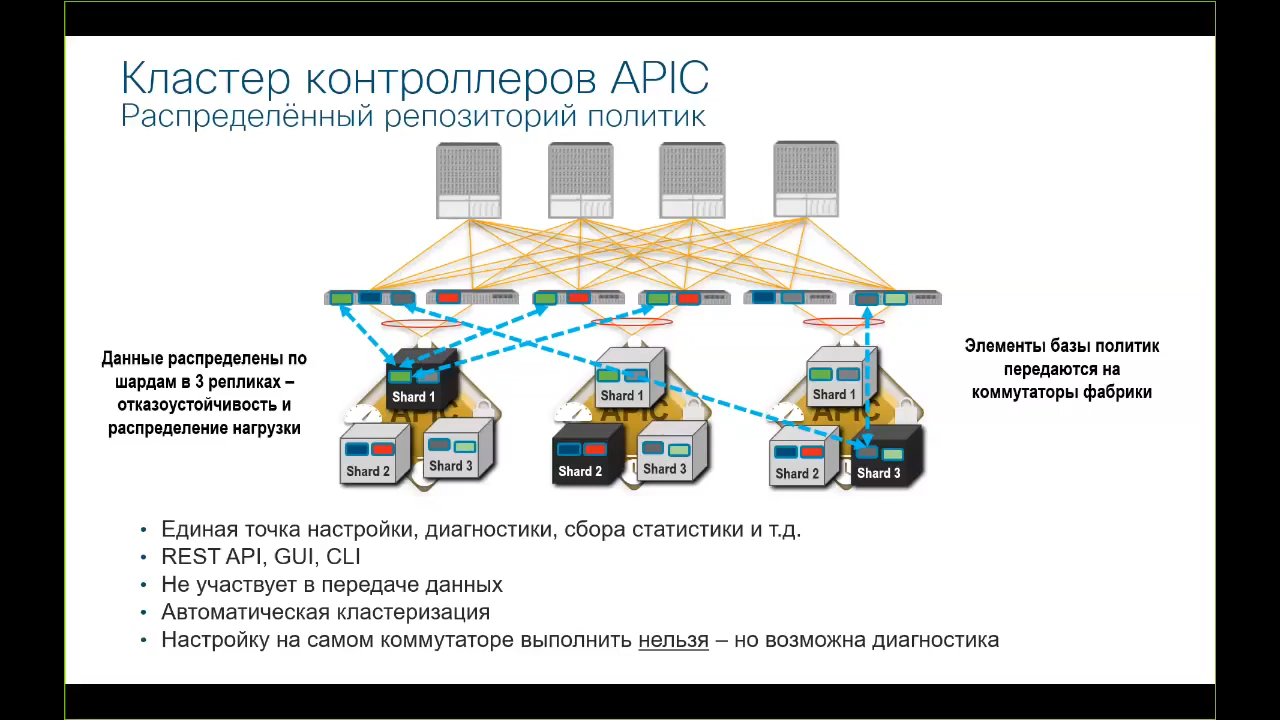 Кластер контроллеров APIC
Распределённый репозиторий политик
Данные распределены по
шардам в 3 репликах –
отказоустойчивость и
распределение нагрузки
Элементы базы политик
передаются на
коммутаторы фабрики
Shard 1
APIC
Shard 2
Shard 3
Shard 1
APIC
Shard 2
Shard 3
Shard 1
APIC
Shard 2
Shard 3
• Единая точка настройки, диагностики, сбора статистики и т.д.
• REST API, GUI, CLI
• Не участвует в передаче данных
• Автоматическая кластеризация
• Настройку на самом коммутаторе выполнить нельзя – но возможна диагностика